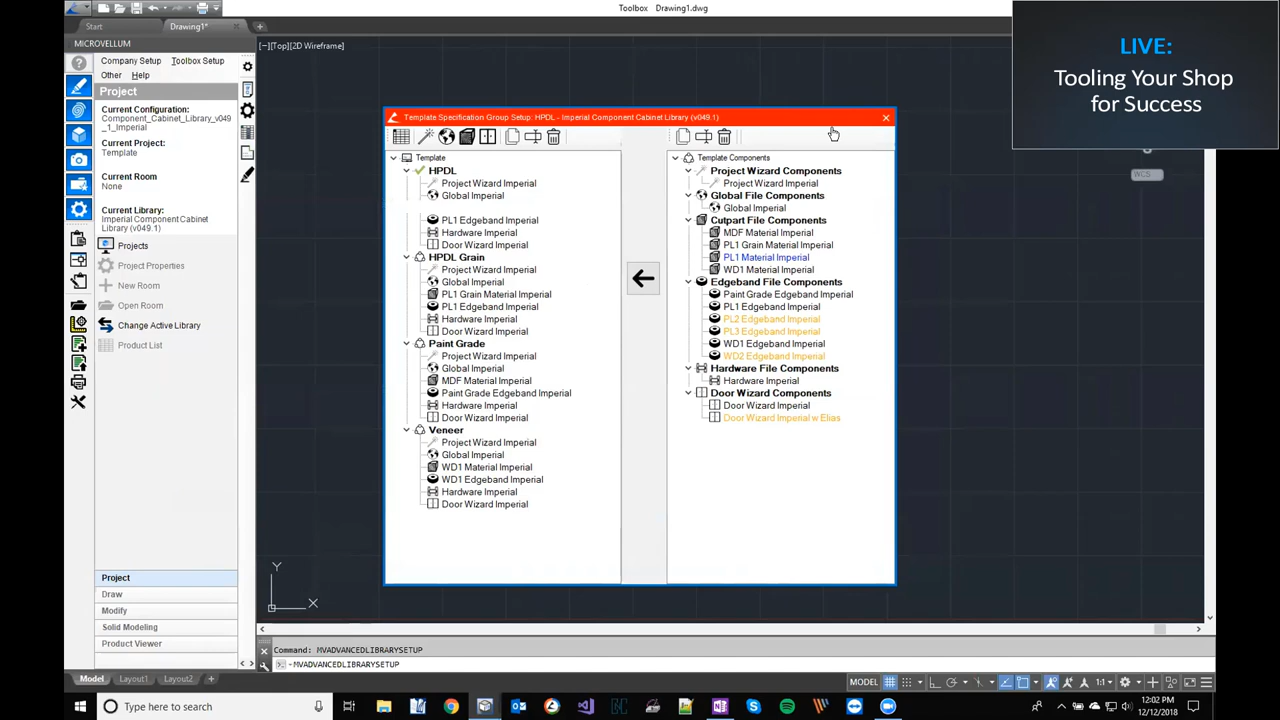 Toolbox Drawing1.dwg
Start
Drawing1*
MICROVELLUM
Company Setup Toolbox Setup
Other Help
Project
Current Configuration:
Component_Cabinet_Library_v049
_1_Imperial
Current Project:
Template
Current Room
None
Current Library:
Imperial Component Cabinet
Library (v049.1)
Projects
Project Properties
New Room
Open Room
Change Active Library
Product List
Project
Draw
Modify
Solid Modeling
Product Viewer
[−][Top][2D Wireframe]
LIVE:
Tooling Your Shop
for Success
WCS
Template Specification Group Setup: HPDL - Imperial Component Cabinet Library (v049.1)
Template
HPDL
Project Wizard Imperial
Global Imperial
PL1 Edgeband Imperial
Hardware Imperial
Door Wizard Imperial
HPDL Grain
Project Wizard Imperial
Global Imperial
PL1 Grain Material Imperial
PL1 Edgeband Imperial
Hardware Imperial
Door Wizard Imperial
Paint Grade
Project Wizard Imperial
Global Imperial
MDF Material Imperial
Paint Grade Edgeband Imperial
Hardware Imperial
Door Wizard Imperial
Veneer
Project Wizard Imperial
Global Imperial
WD1 Material Imperial
WD1 Edgeband Imperial
Hardware Imperial
Door Wizard Imperial
Template Components
Project Wizard Components
Project Wizard Imperial
Global File Components
Global Imperial
Cutpart File Components
MDF Material Imperial
PL1 Grain Material Imperial
PL1 Material Imperial
WD1 Material Imperial
Edgeband File Components
Paint Grade Edgeband Imperial
PL1 Edgeband Imperial
PL2 Edgeband Imperial
PL3 Edgeband Imperial
WD1 Edgeband Imperial
WD2 Edgeband Imperial
Hardware File Components
Hardware Imperial
Door Wizard Components
Door Wizard Imperial
Door Wizard Imperial w Elias
Y
X
Command: MVADVANCEDLIBRARYSETUP
MVADVANCEDLIBRARYSETUP
Model Layout1 Layout2 +
MODEL 1:1
Type here to search
12:02 PM
12/12/2018